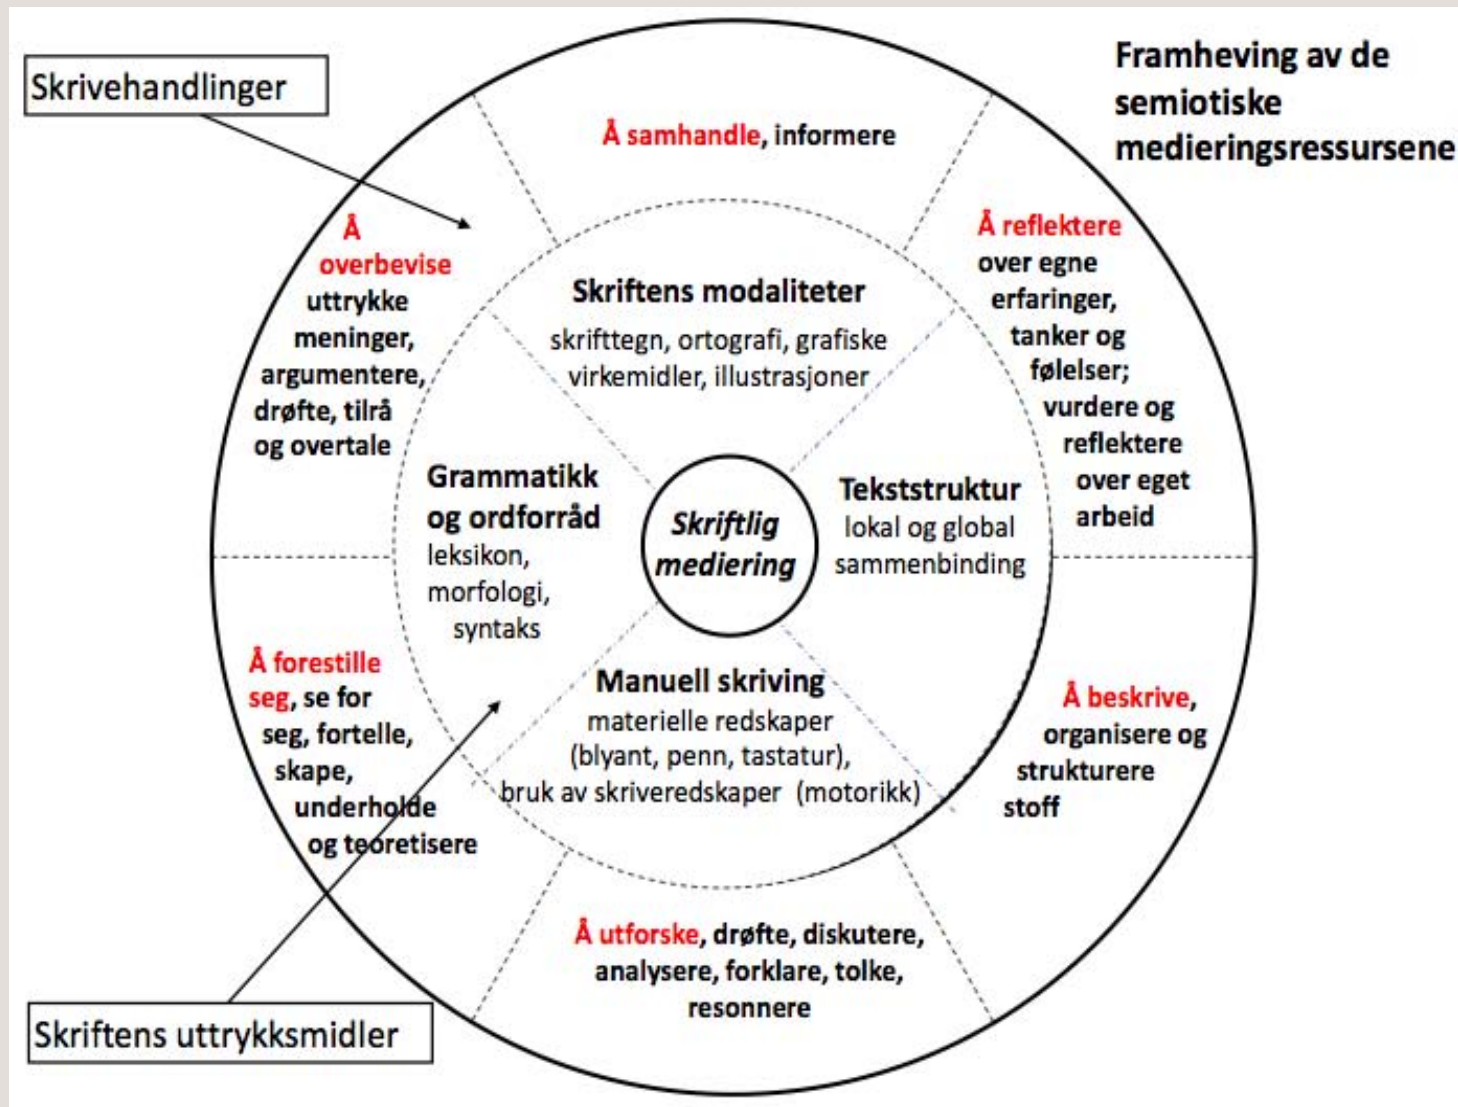 Framheving av de
semiotiske
medieringsressursene
Skrivehandlinger
Å samhandle, informere
Å
overbevise
uttrykke
meninger,
argumentere,
drøfte, tilrå
og overtale
Å reflektere
over egne
erfaringer,
tanker og
følelser;
vurdere og
reflektere
over eget
arbeid
Skriftens modaliteter
skrifttegn, ortografi, grafiske
virkemidler, illustrasjoner
Grammatikk
og ordforråd
leksikon,
morfologi,
syntaks
Skriftlig
mediering
Tekststruktur
lokal og global
sammenbinding
Manuell skriving
materielle redskaper
(blyant, penn, tastatur),
bruk av skriveredskaper (motorikk)
Å forestille
seg, se for
seg, fortelle,
skape,
underholde
og teoretisere
Å beskrive,
organisere og
strukturere
stoff
Å utforske, drøfte, diskutere,
analysere, forklare, tolke,
resonnere
Skriftens uttrykksmidler